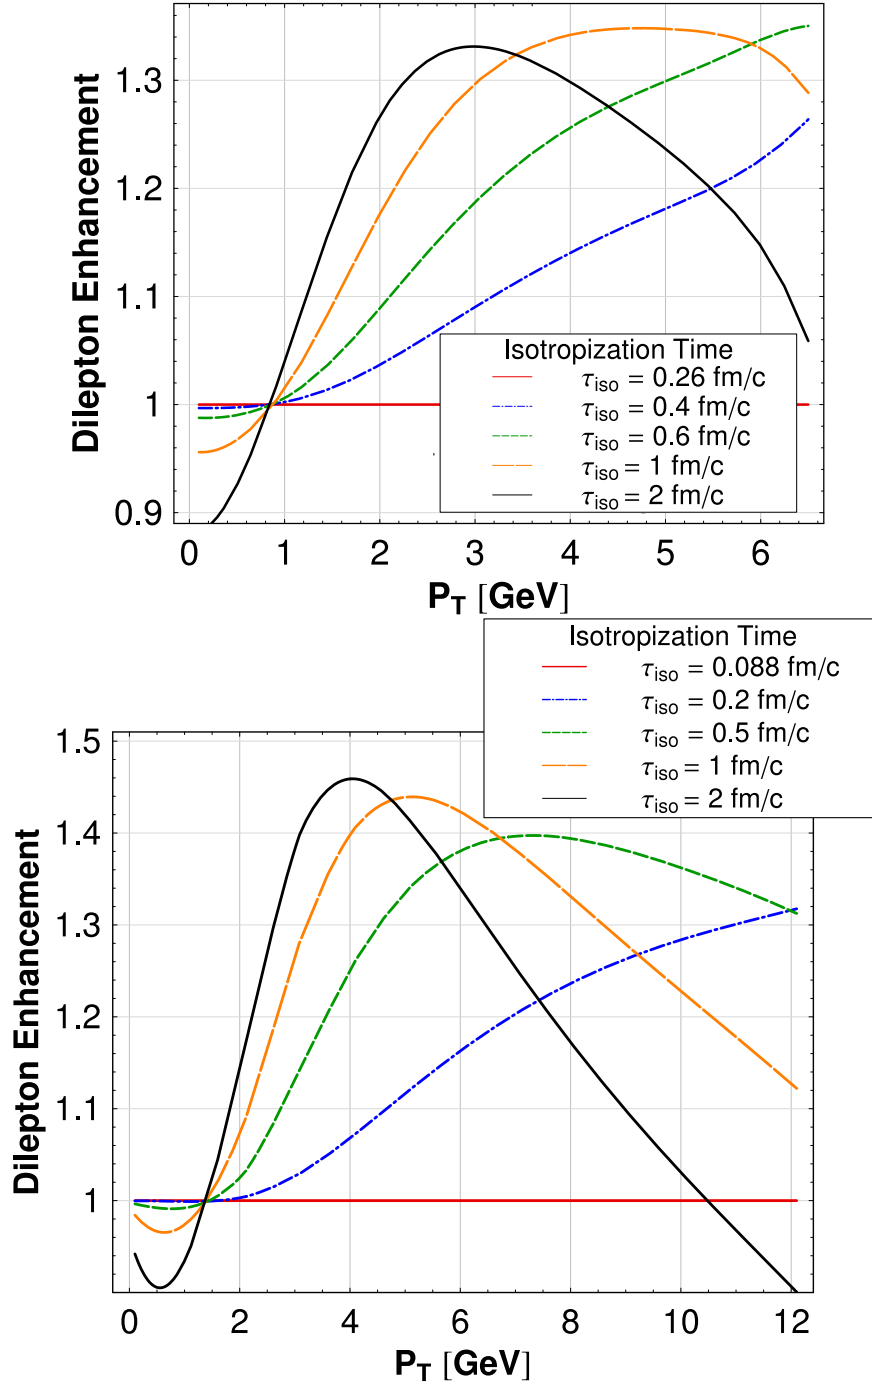 1.3
1.2
1.1
1
0.9
Dilepton Enhancement
Isotropization Time
τiso = 0.26 fm/c
τiso = 0.4 fm/c
τiso = 0.6 fm/c
τiso = 1 fm/c
τiso = 2 fm/c
0 1 2 3 4 5 6
PT [GeV]
Isotropization Time
τiso = 0.088 fm/c
τiso = 0.2 fm/c
τiso = 0.5 fm/c
τiso = 1 fm/c
τiso = 2 fm/c
1.5
1.4
1.3
1.2
1.1
1
Dilepton Enhancement
0 2 4 6 8 10 12
PT [GeV]